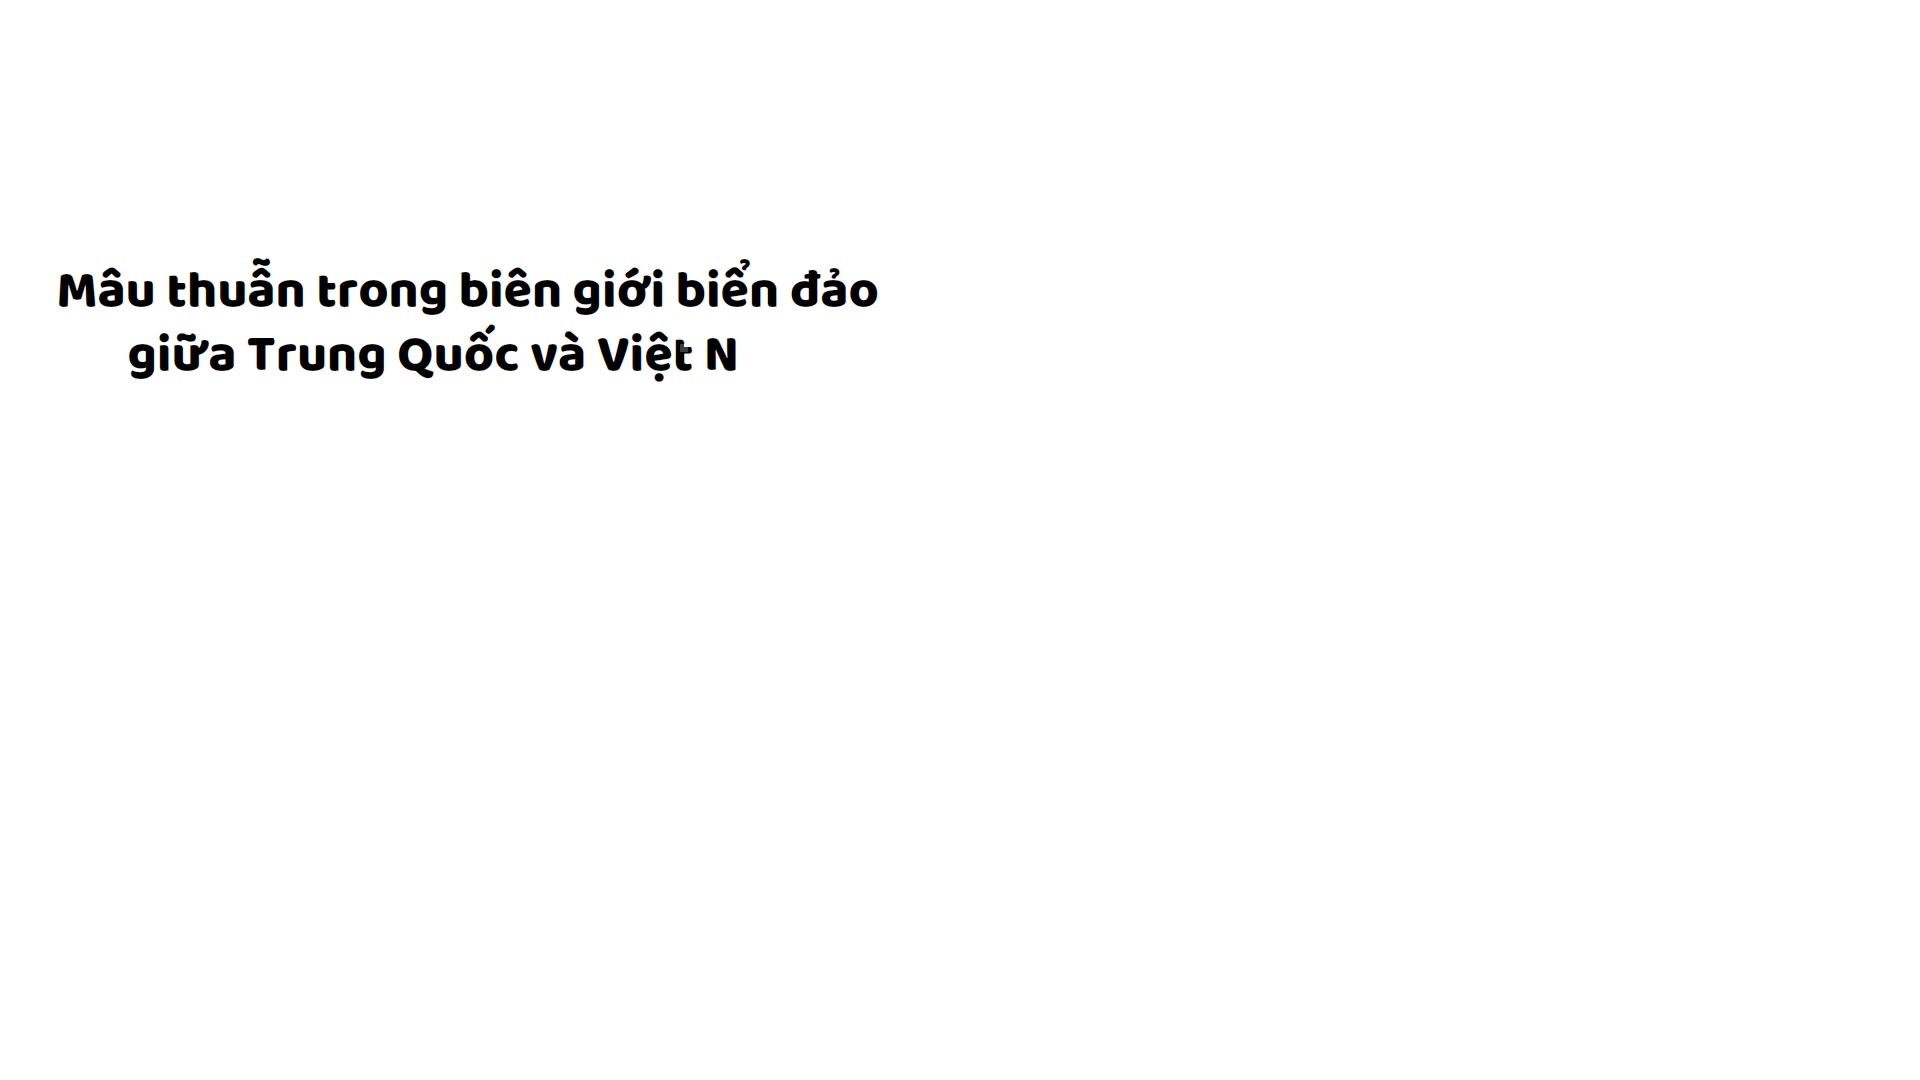 Mâu thuẫn trong biên giới biển đảo
giữa Trung Quốc và Việt N